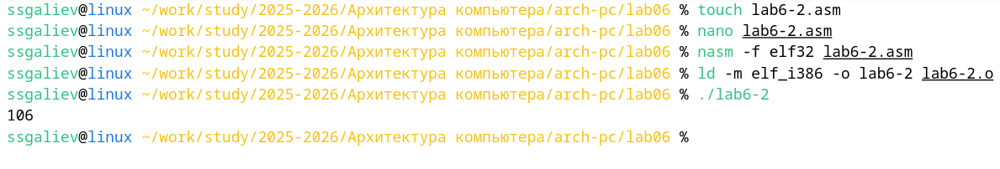 ssgaliev@linux ~/work/study/2025-2026/Архитектура компьютера/arch-pc/lab06 % touch lab6-2.asm
ssgaliev@linux ~/work/study/2025-2026/Архитектура компьютера/arch-pc/lab06 % nano lab6-2.asm
ssgaliev@linux ~/work/study/2025-2026/Архитектура компьютера/arch-pc/lab06 % nasm -f elf32 lab6-2.asm
ssgaliev@linux ~/work/study/2025-2026/Архитектура компьютера/arch-pc/lab06 % ld -m elf_i386 -o lab6-2 lab6-2.o
ssgaliev@linux ~/work/study/2025-2026/Архитектура компьютера/arch-pc/lab06 % ./lab6-2
106
ssgaliev@linux ~/work/study/2025-2026/Архитектура компьютера/arch-pc/lab06 %